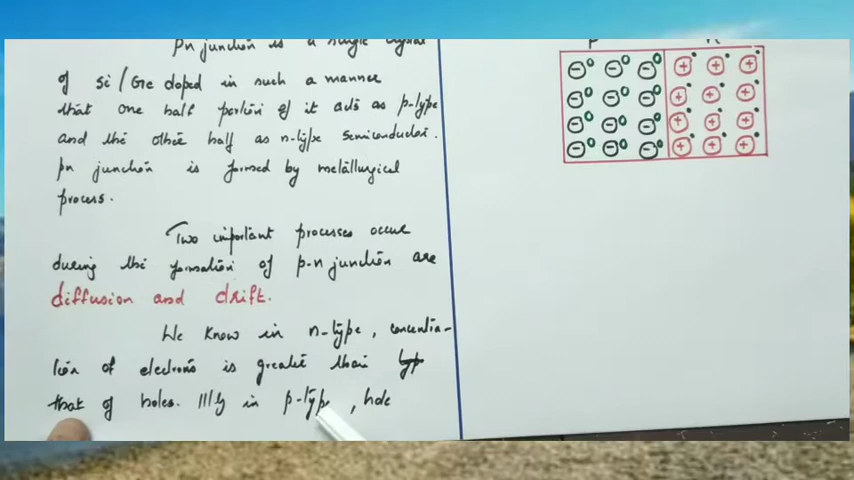 Pn junction is a single crystal
of Si/Ge doped in such a manner
that one half portion of it acts as p-type
and the other half as n-type semiconductor.
pn junction is formed by metallurgical
process.
Two important processes occur
during the formation of p-n junction are
diffusion and drift.
We know in n-type, concentra-
tion of electrons is greater than typ
that of holes. Illly in p-type, hole
P n